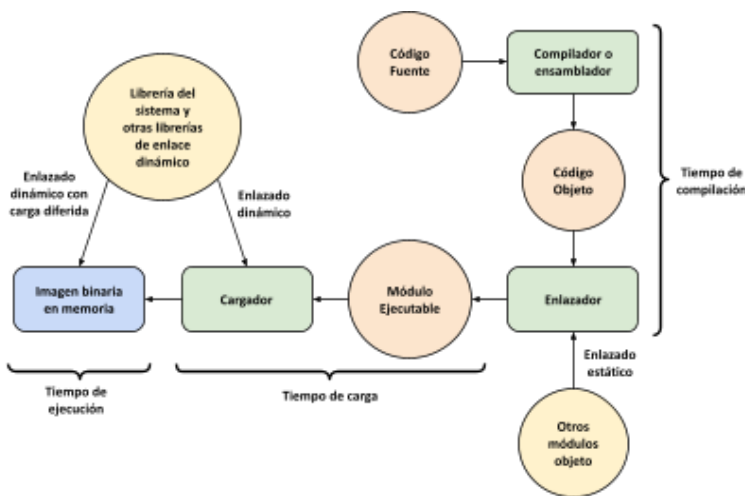 Código
Fuente
Compilador o
ensamblador
Librería del
sistema y
otras librerías
de enlace
dinámico
Código
Objeto
Tiempo de
compilación
Enlazado
dinámico con
carga diferida
Enlazado
dinámico
Imagen binaria
en memoria
Cargador
Módulo
Ejecutable
Enlazador
Enlazado
estático
Tiempo de
ejecución
Tiempo de carga
Otros
módulos
objeto